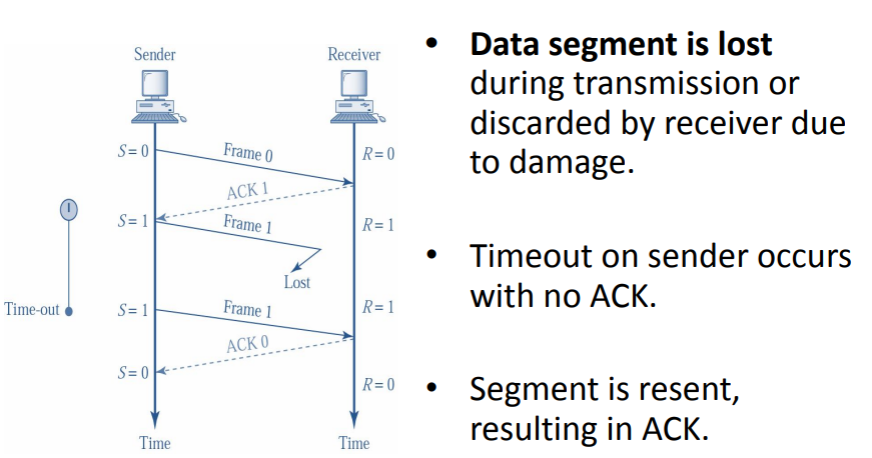 Sender
Receiver
S = 0
Frame 0
R = 0
ACK 1
S = 1
Frame 1
R = 1
Lost
Time-out
S = 1
Frame 1
R = 1
ACK 0
S = 0
R = 0
Time
Time
• Data segment is lost
during transmission or
discarded by receiver due
to damage.
• Timeout on sender occurs
with no ACK.
• Segment is resent,
resulting in ACK.